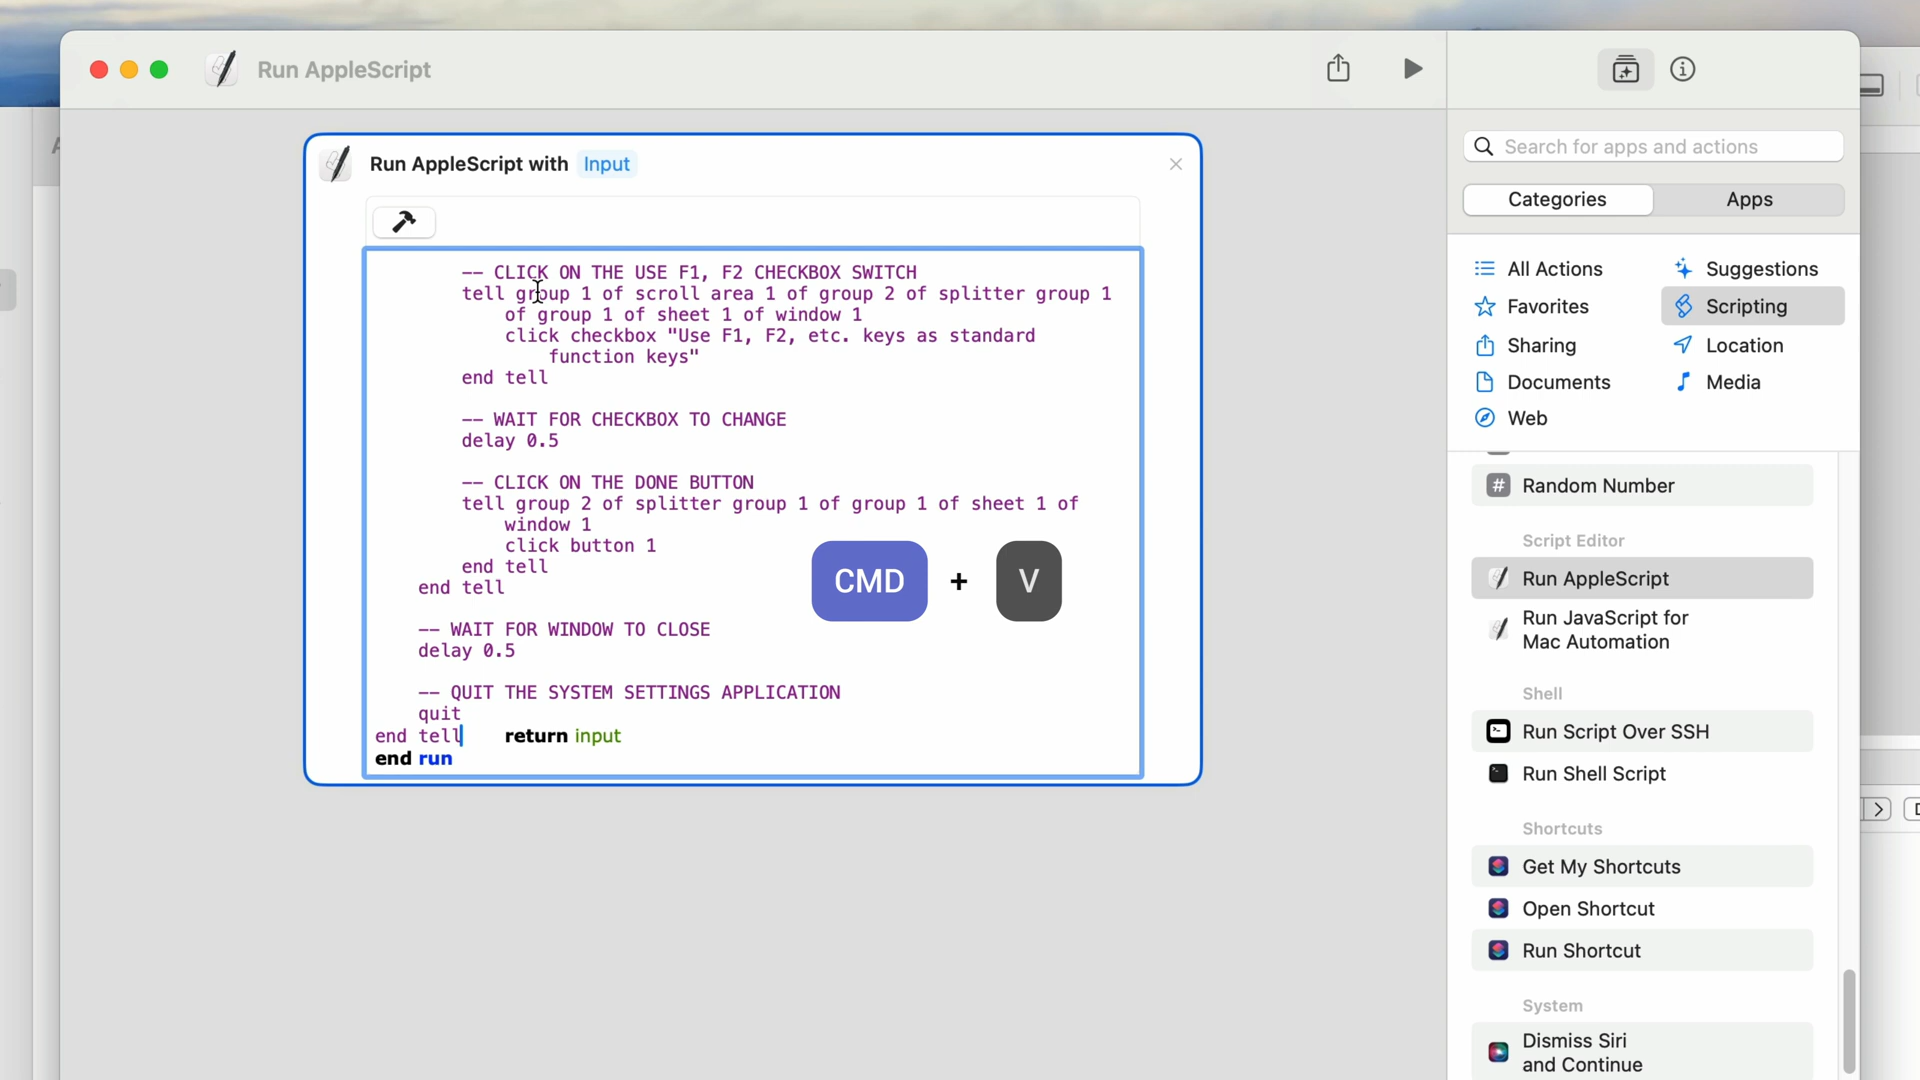 Run AppleScript
Run AppleScript with Input
-- CLICK ON THE USE F1, F2 CHECKBOX SWITCH
tell group 1 of scroll area 1 of group 2 of splitter group 1
of group 1 of sheet 1 of window 1
click checkbox "Use F1, F2, etc. keys as standard
function keys"
end tell
-- WAIT FOR CHECKBOX TO CHANGE
delay 0.5
-- CLICK ON THE DONE BUTTON
tell group 2 of splitter group 1 of group 1 of sheet 1 of
window 1
click button 1
end tell
end tell
-- WAIT FOR WINDOW TO CLOSE
delay 0.5
-- QUIT THE SYSTEM SETTINGS APPLICATION
quit
end tell return input
end run
CMD + V
Search for apps and actions
Categories Apps
All Actions Suggestions
Favorites Scripting
Sharing Location
Documents Media
Web
# Random Number
Script Editor
Run AppleScript
Run JavaScript for
Mac Automation
Shell
Run Script Over SSH
Run Shell Script
Shortcuts
Get My Shortcuts
Open Shortcut
Run Shortcut
System
Dismiss Siri
and Continue